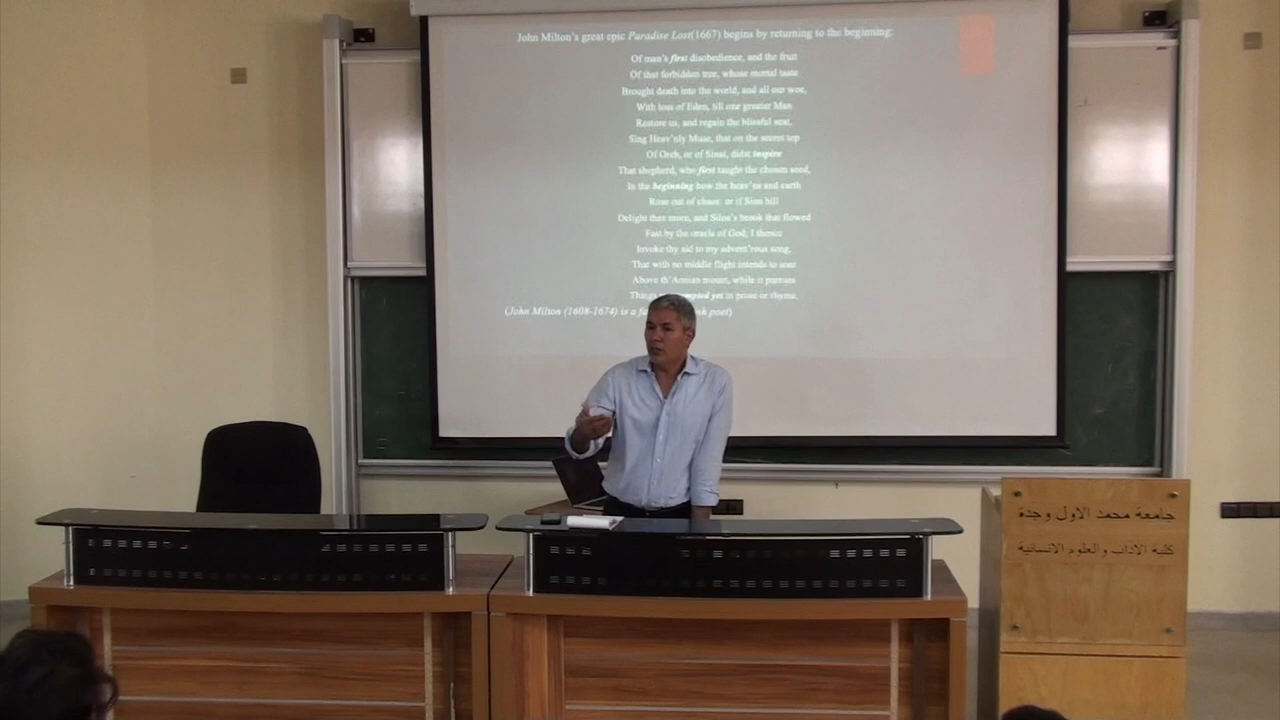 John Milton's great epic Paradise Lost(1667) begins by returning to the beginning:
Of man's first disobedience, and the fruit
Of that forbidden tree, whose mortal taste
Brought death into the world, and all our woe,
With loss of Eden, till one greater Man
Restore us, and regain the blissful seat,
Sing Heav'nly Muse, that on the secret top
Of Oreb, or of Sinai, didst inspire
That shepherd, who first taught the chosen seed,
In the beginning how the heav'ns and earth
Rose out of chaos: or if Sion hill
Delight thee more, and Siloa's brook that flowed
Fast by the oracle of God; I thence
Invoke thy aid to my advent'rous song,
That with no middle flight intends to soar
Above th'Aonian mount, while it pursues
Things yet in prose or rhyme.
(John Milton (1608-1674) is a poet)
جامعة محمد الاول وجدة
كلية الاداب والعلوم الانسانية